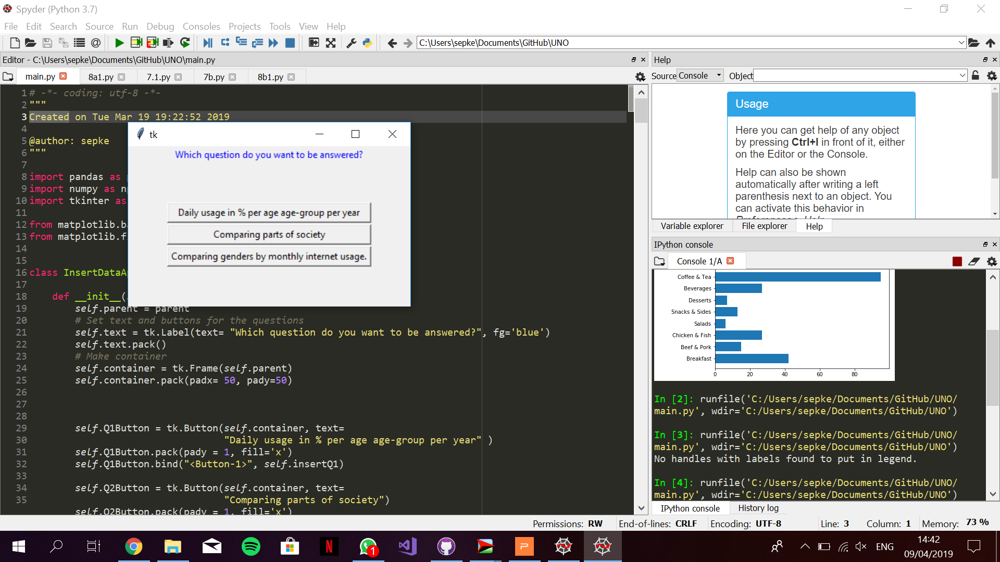 Spyder (Python 3.7)
File Edit Search Source Run Debug Consoles Projects Tools View Help
C:\Users\sepke\Documents\GitHub\UNO
Editor - C:\Users\sepke\Documents\GitHub\UNO\main.py
main.py 8a1.py 7.1.py 7b.py 8b1.py
1 # -*- coding: utf-8 -*-
2 """
3 Created on Tue Mar 19 19:22:52 2019
4
5 @author: sepke
6 """
7
8 import pandas as
9 import numpy as
10 import tkinter as
11
12 from
13 from
14
15
16 class
17
18 def __init__(
19 self.parent = parent
20 # Set text and buttons for the questions
21 self.text = tk.Label(text= "Which question do you want to be answered?", fg='blue')
22 self.text.pack()
23 # Make container
24 self.container = tk.Frame(self.parent)
25 self.container.pack(padx= 50, pady=50)
26
27
28
29 self.Q1Button = tk.Button(self.container, text=
30 "Daily usage in % per age age-group per year" )
31 self.Q1Button.pack(pady = 1, fill='x')
32 self.Q1Button.bind("<Button-1>", self.insertQ1)
33
34 self.Q2Button = tk.Button(self.container, text=
35 "Comparing parts of society")
self.Q2Button.pack(pady = 1, fill='x')
tk
Which question do you want to be answered?
Daily usage in % per age age-group per year
Comparing parts of society
Comparing genders by monthly internet usage.
Help
Source Console Object
Usage
Here you can get help of any object
by pressing Ctrl+I in front of it, either
on the Editor or the Console.
Help can also be shown
automatically after writing a left
parenthesis next to an object. You
can activate this behavior in
Preferences > Help.
Variable explorer File explorer Help
IPython console
Console 1/A
Coffee & Tea
Beverages
Desserts
Snacks & Sides
Salads
Chicken & Fish
Beef & Pork
Breakfast
0 20 40 60 80
In [2]: runfile('C:/Users/sepke/Documents/GitHub/UNO/
main.py', wdir='C:/Users/sepke/Documents/GitHub/UNO')
In [3]: runfile('C:/Users/sepke/Documents/GitHub/UNO/
main.py', wdir='C:/Users/sepke/Documents/GitHub/UNO')
No handles with labels found to put in legend.
In [4]: runfile('C:/Users/sepke/Documents/GitHub/UNO/
main.py', wdir='C:/Users/sepke/Documents/GitHub/UNO')
IPython console History log
Permissions: RW End-of-lines: CRLF Encoding: UTF-8 Line: 3 Column: 1 Memory: 73 %
N 1 P ENG
14:42
09/04/2019